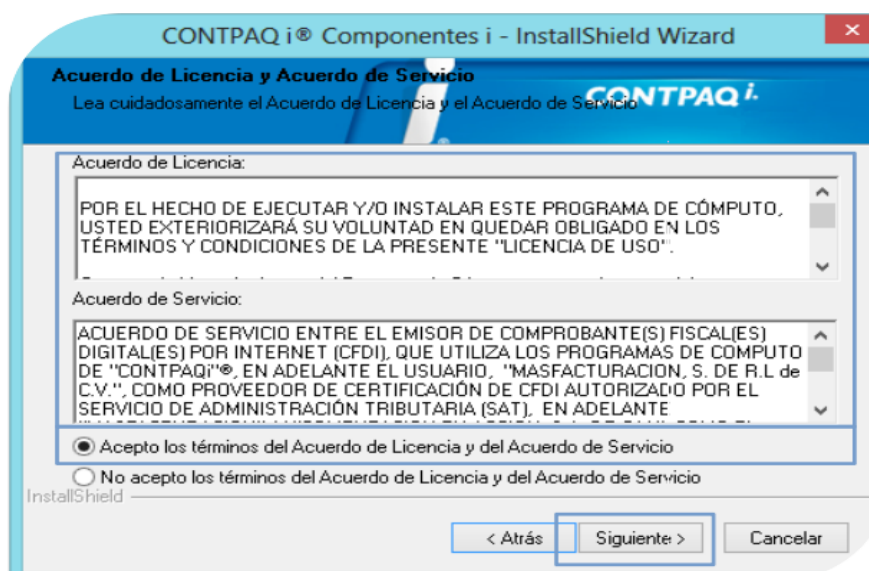 CONTPAQ i® Componentes i - InstallShield Wizard
Acuerdo de Licencia y Acuerdo de Servicio
Lea cuidadosamente el Acuerdo de Licencia y el Acuerdo de Servicio
CONTPAQ i.
Acuerdo de Licencia:
POR EL HECHO DE EJECUTAR Y/O INSTALAR ESTE PROGRAMA DE CÓMPUTO,
USTED EXTERIORIZARÁ SU VOLUNTAD EN QUEDAR OBLIGADO EN LOS
TÉRMINOS Y CONDICIONES DE LA PRESENTE "LICENCIA DE USO".
Acuerdo de Servicio:
ACUERDO DE SERVICIO ENTRE EL EMISOR DE COMPROBANTE(S) FISCAL(ES)
DIGITAL(ES) POR INTERNET (CFDI), QUE UTILIZA LOS PROGRAMAS DE COMPUTO
DE "CONTPAQi"®, EN ADELANTE EL USUARIO, "MASFACTURACION, S. DE R.L de
C.V.", COMO PROVEEDOR DE CERTIFICACIÓN DE CFDI AUTORIZADO POR EL
SERVICIO DE ADMINISTRACIÓN TRIBUTARIA (SAT), EN ADELANTE
Acepto los términos del Acuerdo de Licencia y del Acuerdo de Servicio
No acepto los términos del Acuerdo de Licencia y del Acuerdo de Servicio
InstallShield
< Atrás
Siguiente >
Cancelar